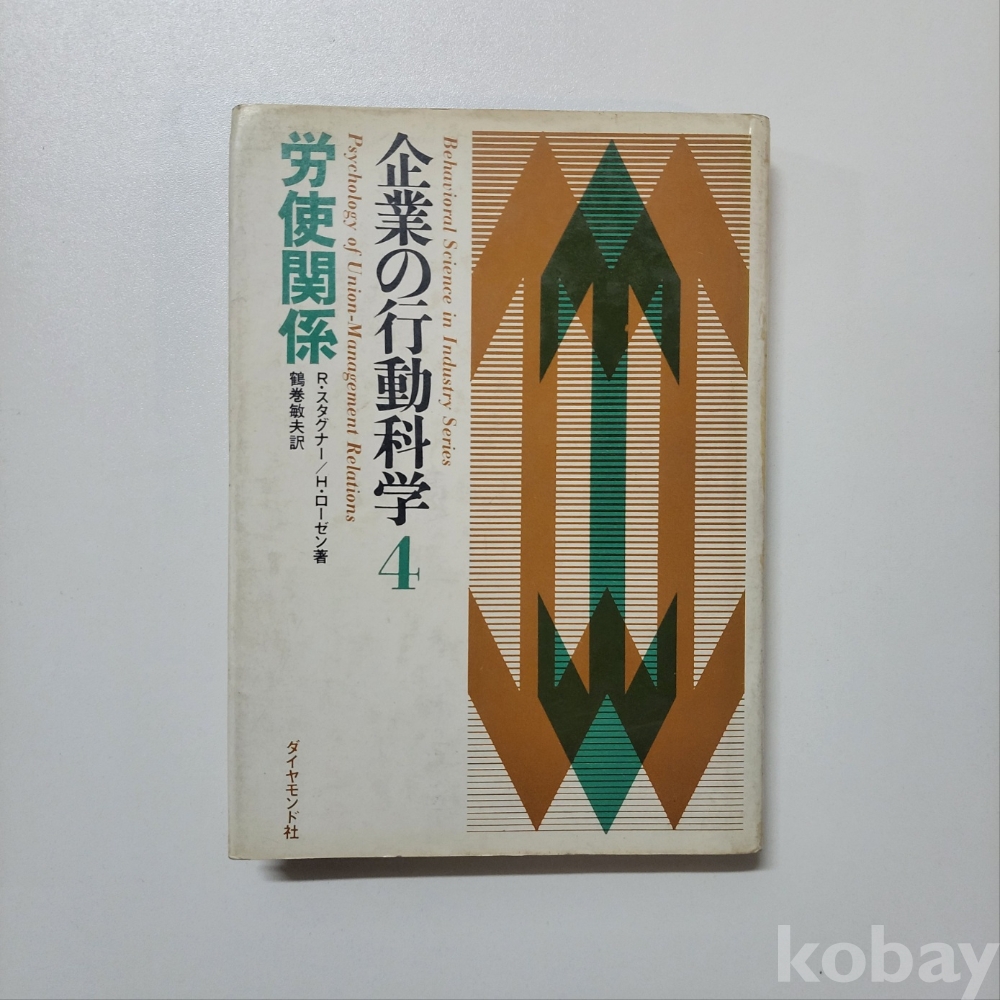 Behavioral Science in Industry Series
企業の行動科学4
Psychology of Union-Management Relations
労使関係
R・スタグナー/H・ローゼン著
鶴巻敏夫訳
ダイヤモンド社
kobay